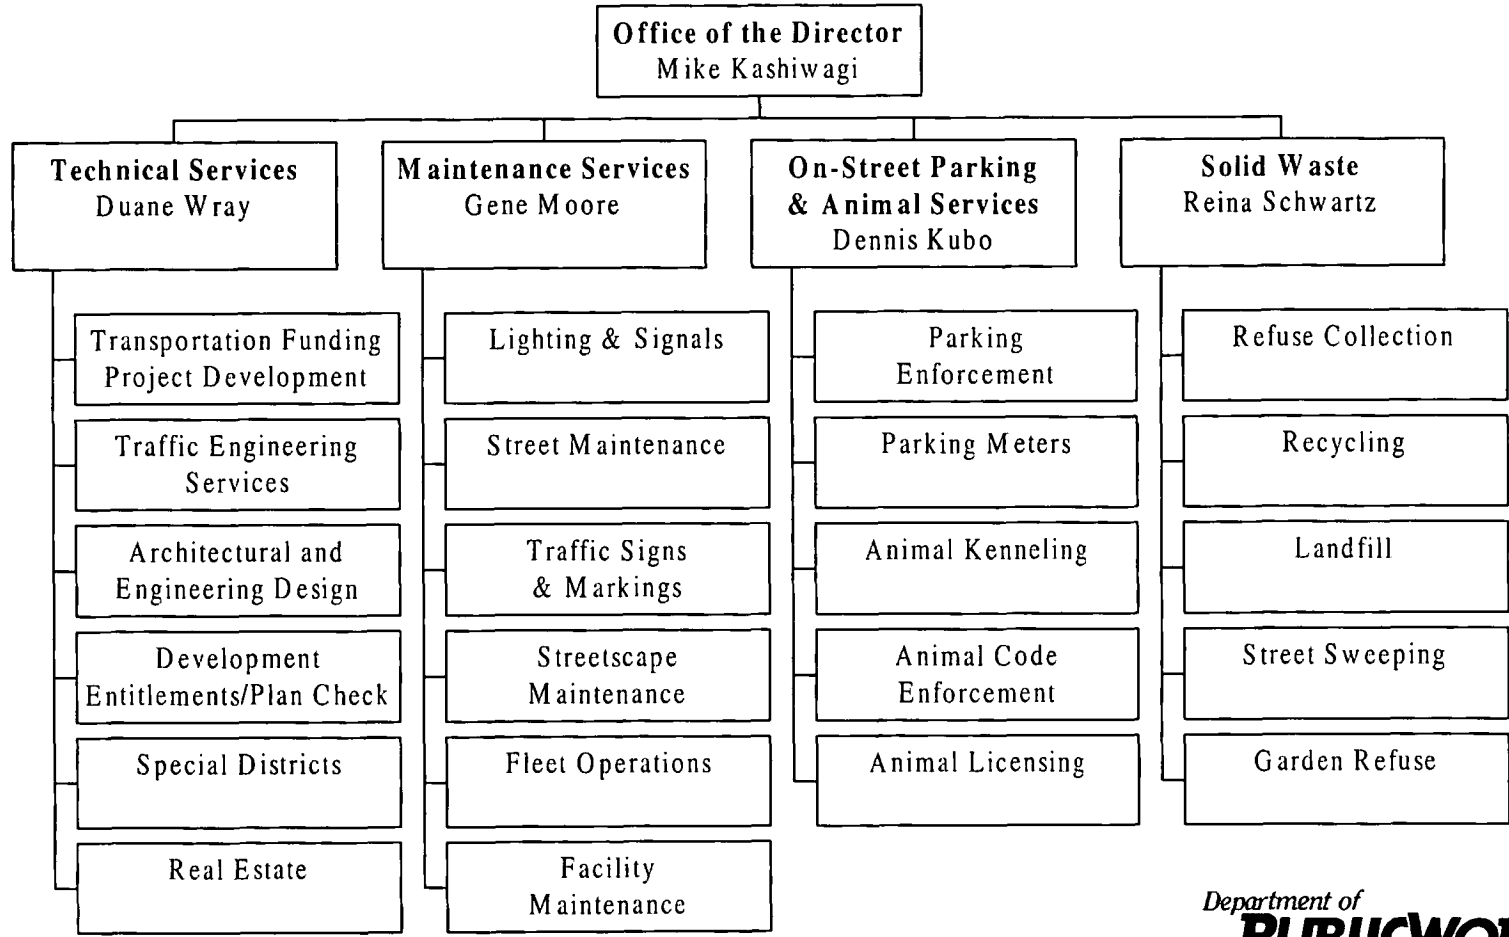 Office of the Director
Mike Kashiwagi
Technical Services
Duane Wray
Maintenance Services
Gene Moore
On-Street Parking
& Animal Services
Dennis Kubo
Solid Waste
Reina Schwartz
Transportation Funding
Project Development
Traffic Engineering
Services
Architectural and
Engineering Design
Development
Entitlements/Plan Check
Special Districts
Real Estate
Lighting & Signals
Street Maintenance
Traffic Signs
& Markings
Streetscape
Maintenance
Fleet Operations
Facility
Maintenance
Parking
Enforcement
Parking Meters
Animal Kenneling
Animal Code
Enforcement
Animal Licensing
Refuse Collection
Recycling
Landfill
Street Sweeping
Garden Refuse
Department of
PUBLIC